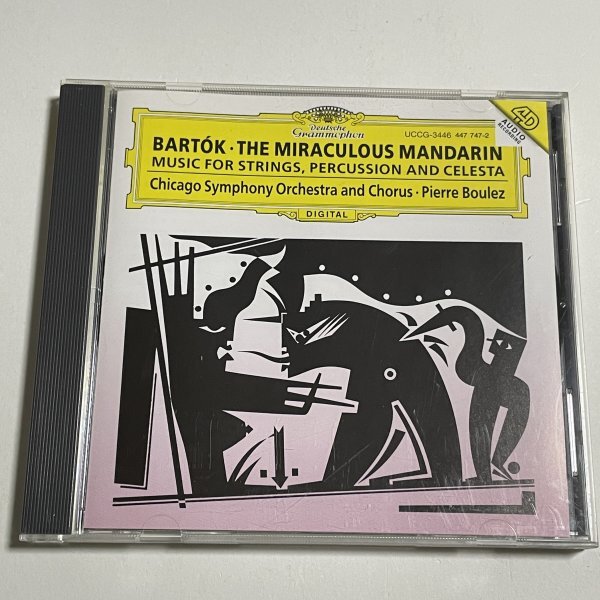 Deutsche
Grammophon
UCCG-3446 447 747-2
4D
AUDIO
RECORDING
BARTÓK · THE MIRACULOUS MANDARIN
MUSIC FOR STRINGS, PERCUSSION AND CELESTA
Chicago Symphony Orchestra and Chorus · Pierre Boulez
DIGITAL